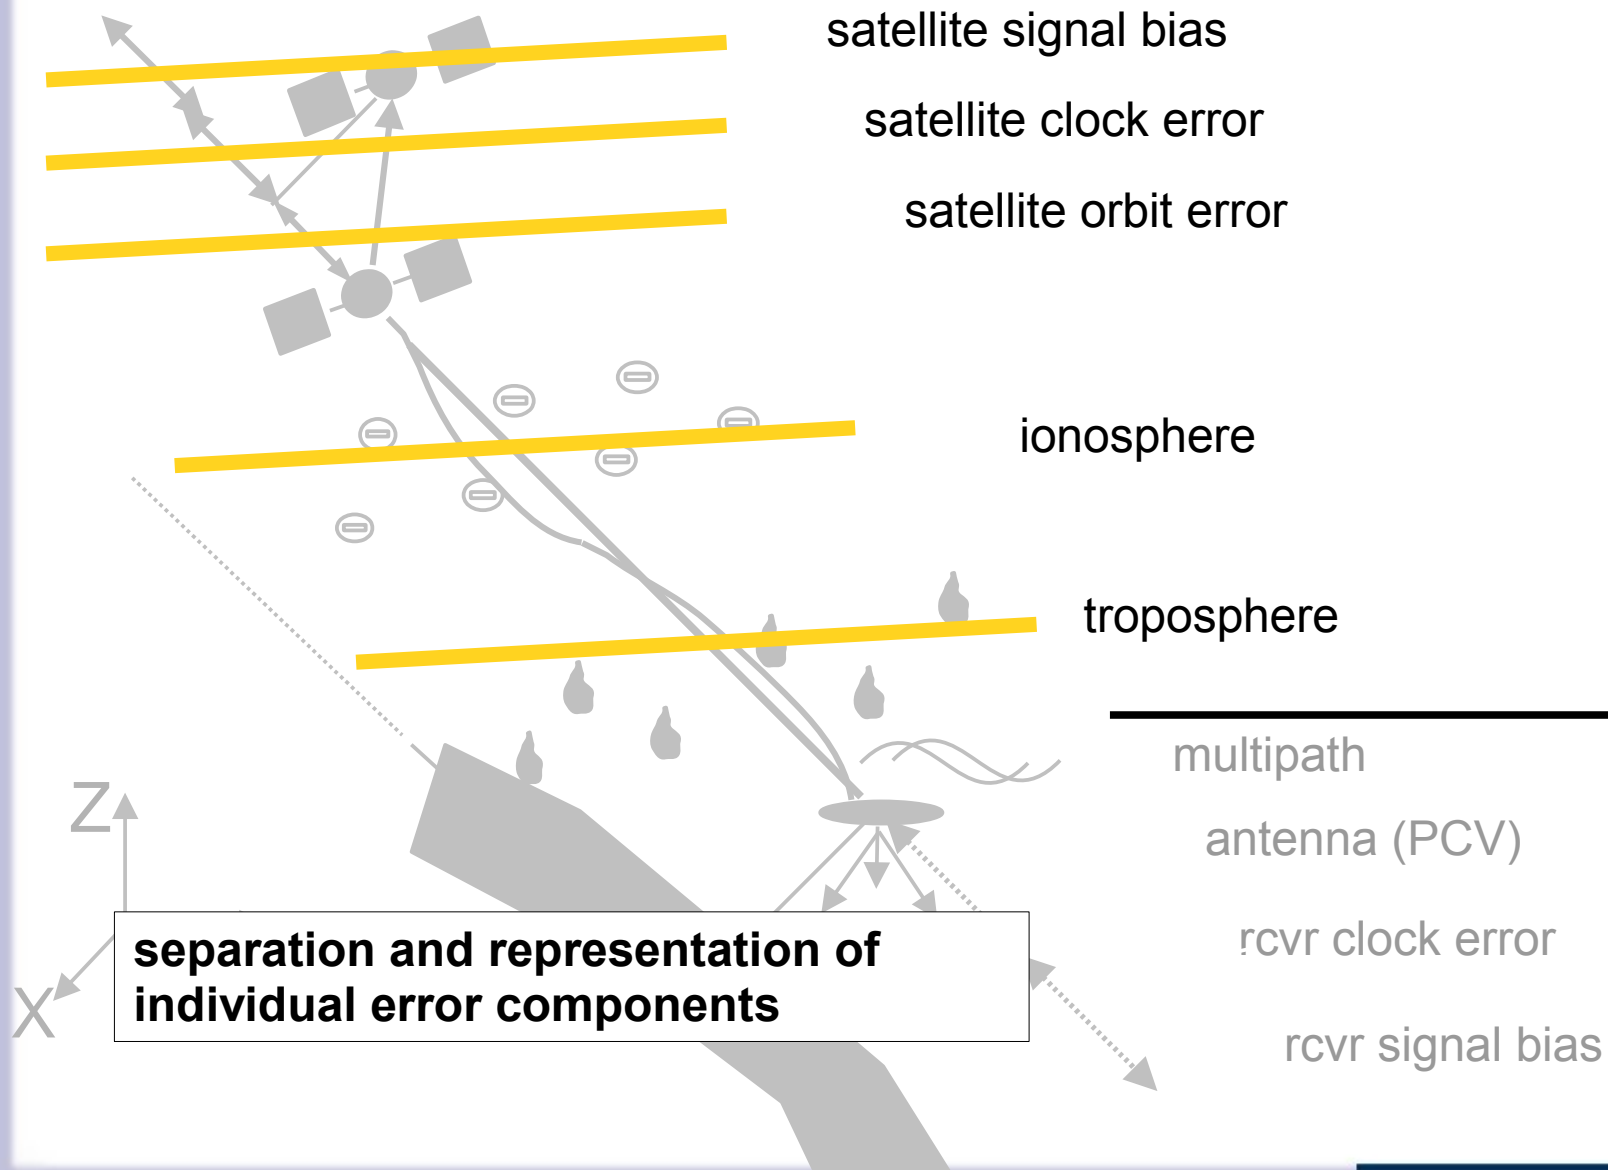 satellite signal bias
satellite clock error
satellite orbit error
ionosphere
troposphere
multipath
Z
antenna (PCV)
rcvr clock error
separation and representation of
individual error components
X
rcvr signal bias